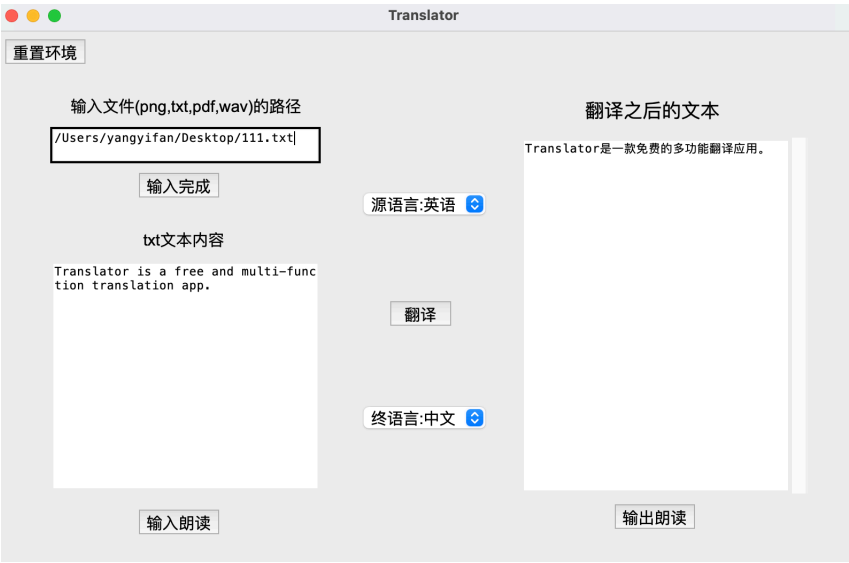 Translator
重置环境
输入文件(png,txt,pdf,wav)的路径
/Users/yangyifan/Desktop/111.txt
输入完成
txt文本内容
Translator is a free and multi-func
tion translation app.
输入朗读
源语言:英语
翻译
终语言:中文
翻译之后的文本
Translator是一款免费的多功能翻译应用。
输出朗读